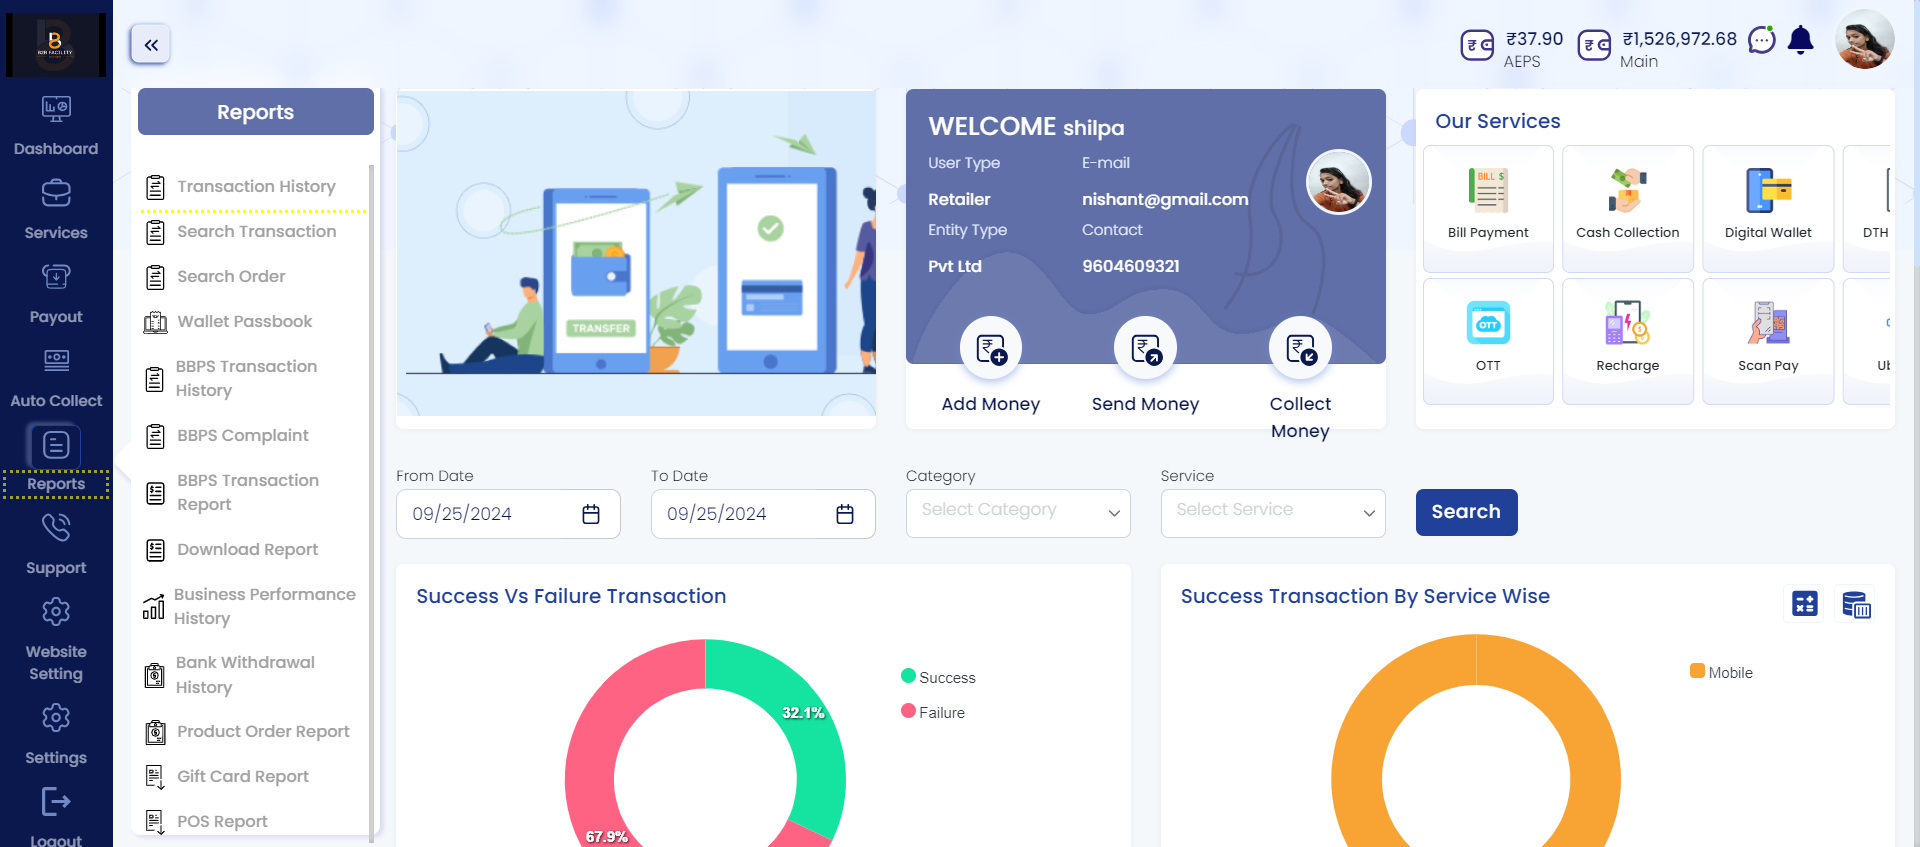 B2B FACILITY
Dashboard
Services
Payout
Auto Collect
Reports
Support
Website
Setting
Settings
Logout
Reports
Transaction History
Search Transaction
Search Order
Wallet Passbook
BBPS Transaction
History
BBPS Complaint
BBPS Transaction
Report
Download Report
Business Performance
History
Bank Withdrawal
History
Product Order Report
Gift Card Report
POS Report
₹37.90
AEPS
₹1,526,972.68
Main
TRANSFER
WELCOME shilpa
User Type
E-mail
Retailer
nishant@gmail.com
Entity Type
Contact
Pvt Ltd
9604609321
Add Money
Send Money
Collect
Money
Our Services
BILL $
Bill Payment
Cash Collection
Digital Wallet
DTH
OTT
OTT
Recharge
Scan Pay
From Date
09/25/2024
To Date
09/25/2024
Category
Select Category
Service
Select Service
Search
Success Vs Failure Transaction
32.1%
67.9%
Success
Failure
Success Transaction By Service Wise
Mobile